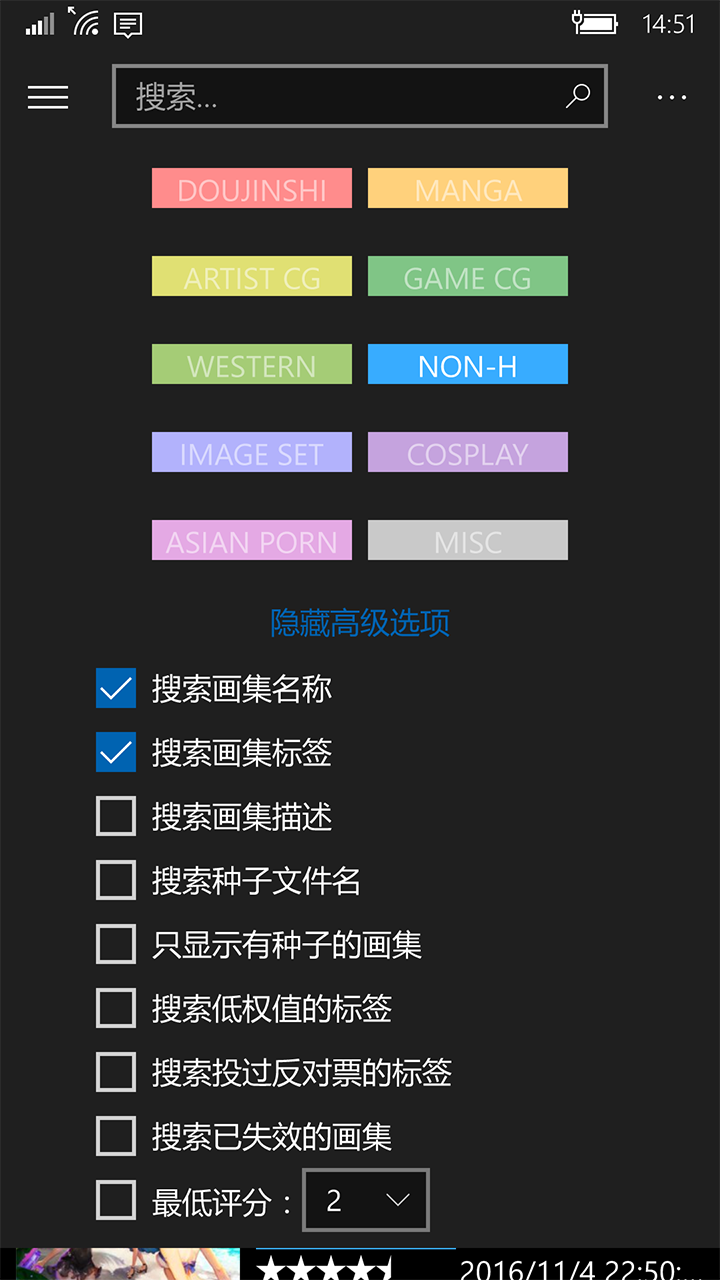 14:51
搜索...
DOUJINSHI
MANGA
ARTIST CG
GAME CG
WESTERN
NON-H
IMAGE SET
COSPLAY
ASIAN PORN
MISC
隐藏高级选项
搜索画集名称
搜索画集标签
搜索画集描述
搜索种子文件名
只显示有种子的画集
搜索低权值的标签
搜索投过反对票的标签
搜索已失效的画集
最低评分：
2
2016/11/4 22:50:...